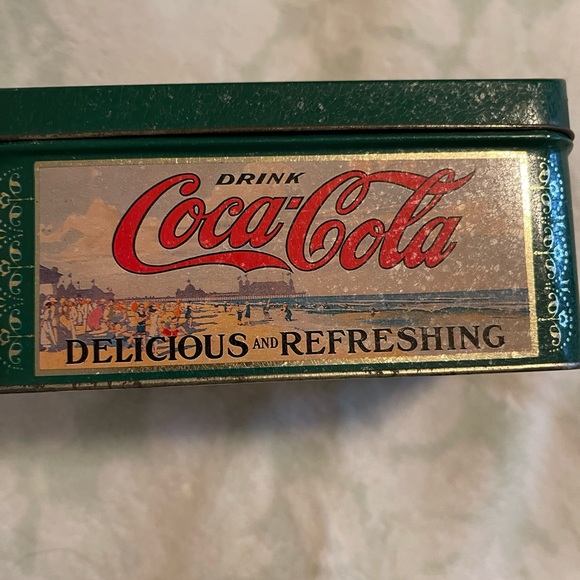 DRINK
Coca-Cola
DELICIOUS AND REFRESHING